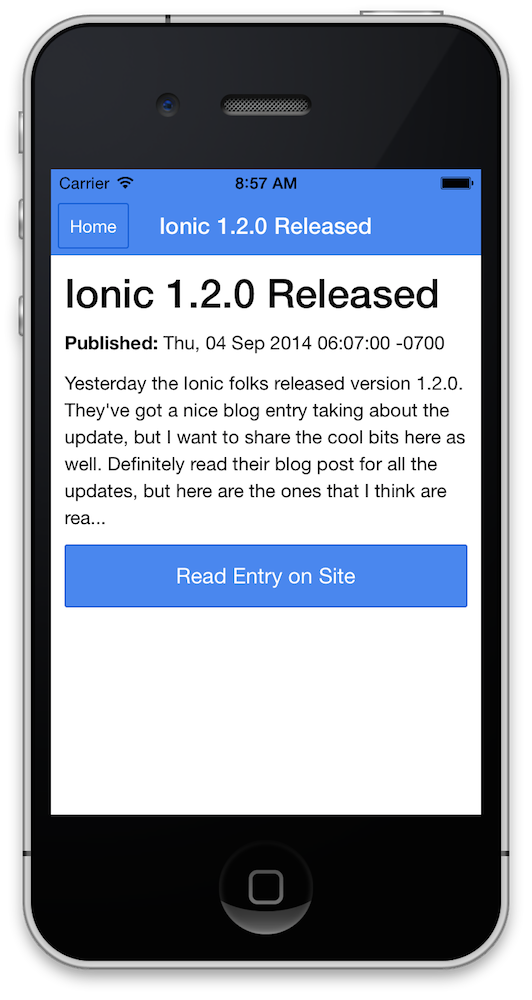 Carrier 8:57 AM
Home Ionic 1.2.0 Released
Ionic 1.2.0 Released
Published: Thu, 04 Sep 2014 06:07:00 -0700
Yesterday the Ionic folks released version 1.2.0.
They've got a nice blog entry taking about the
update, but I want to share the cool bits here as
well. Definitely read their blog post for all the
updates, but here are the ones that I think are
rea...
Read Entry on Site